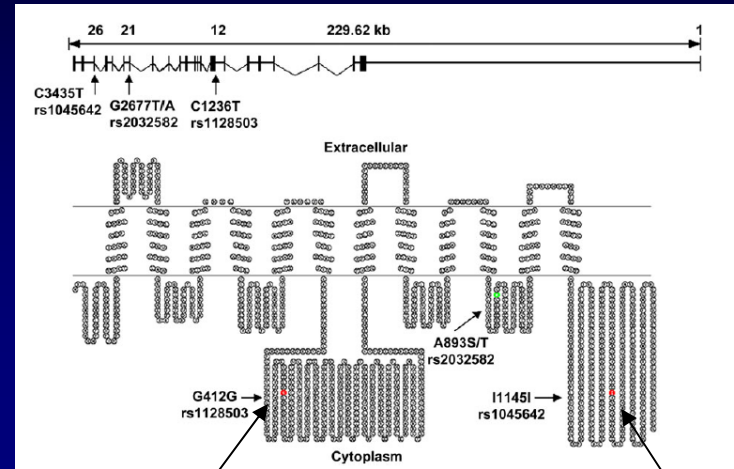 26 21 12 229.62 kb 1
C3435T
rs1045642
G2677T/A
rs2032582
C1236T
rs1128503
Extracellular
A893S/T
rs2032582
G412G
rs1128503
I1145I
rs1045642
Cytoplasm